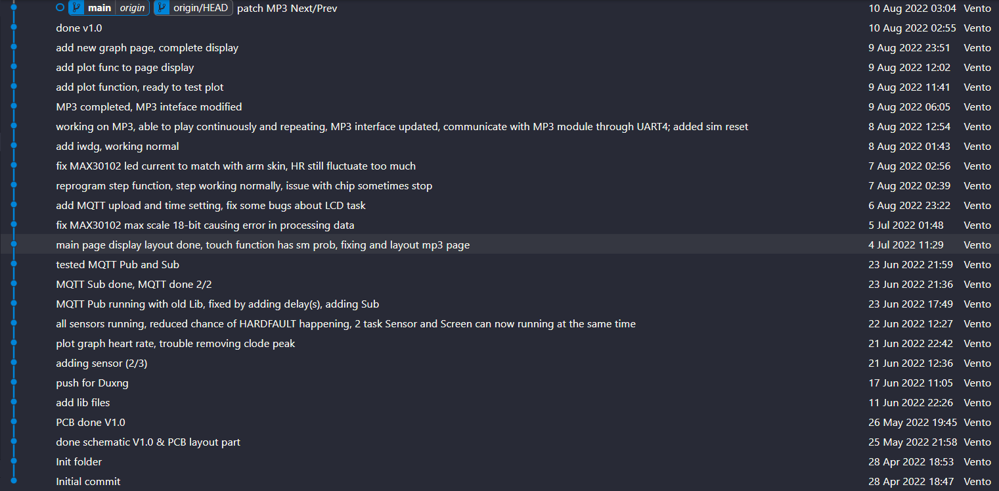 main origin origin/HEAD patch MP3 Next/Prev 10 Aug 2022 03:04 Vento
done v1.0 10 Aug 2022 02:55 Vento
add new graph page, complete display 9 Aug 2022 23:51 Vento
add plot func to page display 9 Aug 2022 12:02 Vento
add plot function, ready to test plot 9 Aug 2022 11:41 Vento
MP3 completed, MP3 inteface modified 9 Aug 2022 06:05 Vento
working on MP3, able to play continuously and repeating, MP3 interface updated, communicate with MP3 module through UART4; added sim reset 8 Aug 2022 12:54 Vento
add iwdg, working normal 8 Aug 2022 01:43 Vento
fix MAX30102 led current to match with arm skin, HR still fluctuate too much 7 Aug 2022 02:56 Vento
reprogram step function, step working normally, issue with chip sometimes stop 7 Aug 2022 02:39 Vento
add MQTT upload and time setting, fix some bugs about LCD task 6 Aug 2022 23:22 Vento
fix MAX30102 max scale 18-bit causing error in processing data 5 Jul 2022 01:48 Vento
main page display layout done, touch function has sm prob, fixing and layout mp3 page 4 Jul 2022 11:29 Vento
tested MQTT Pub and Sub 23 Jun 2022 21:59 Vento
MQTT Sub done, MQTT done 2/2 23 Jun 2022 21:36 Vento
MQTT Pub running with old Lib, fixed by adding delay(s), adding Sub 23 Jun 2022 17:49 Vento
all sensors running, reduced chance of HARDFAULT happening, 2 task Sensor and Screen can now running at the same time 22 Jun 2022 12:27 Vento
plot graph heart rate, trouble removing clode peak 21 Jun 2022 22:42 Vento
adding sensor (2/3) 21 Jun 2022 12:36 Vento
push for Duxng 17 Jun 2022 11:05 Vento
add lib files 11 Jun 2022 22:26 Vento
PCB done V1.0 26 May 2022 19:45 Vento
done schematic V1.0 & PCB layout part 25 May 2022 21:58 Vento
Init folder 28 Apr 2022 18:53 Vento
Initial commit 28 Apr 2022 18:47 Vento